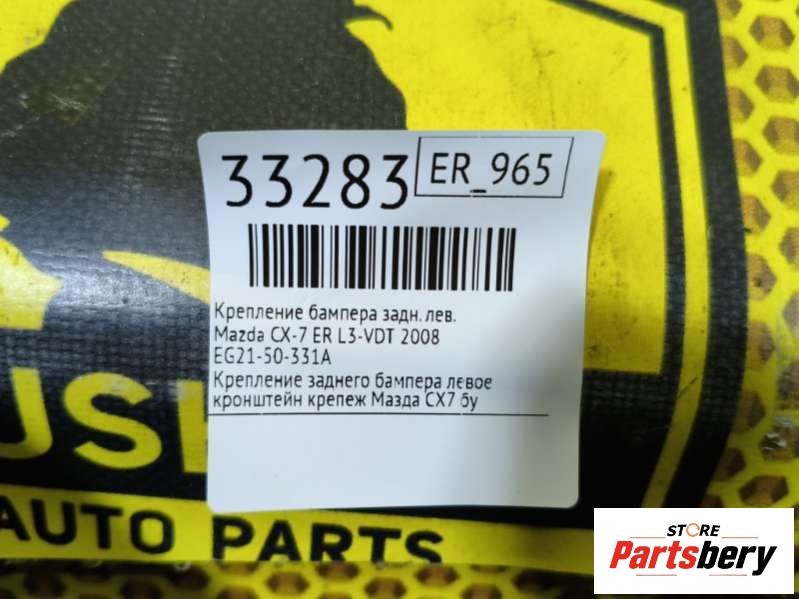 33283
ER_965
Крепление бампера задн. лев.
Mazda CX-7 ER L3-VDT 2008
EG21-50-331A
Крепление заднего бампера левое
кронштейн крепеж Мазда СХ7 бу
AUTO PARTS
STORE
Partsbery